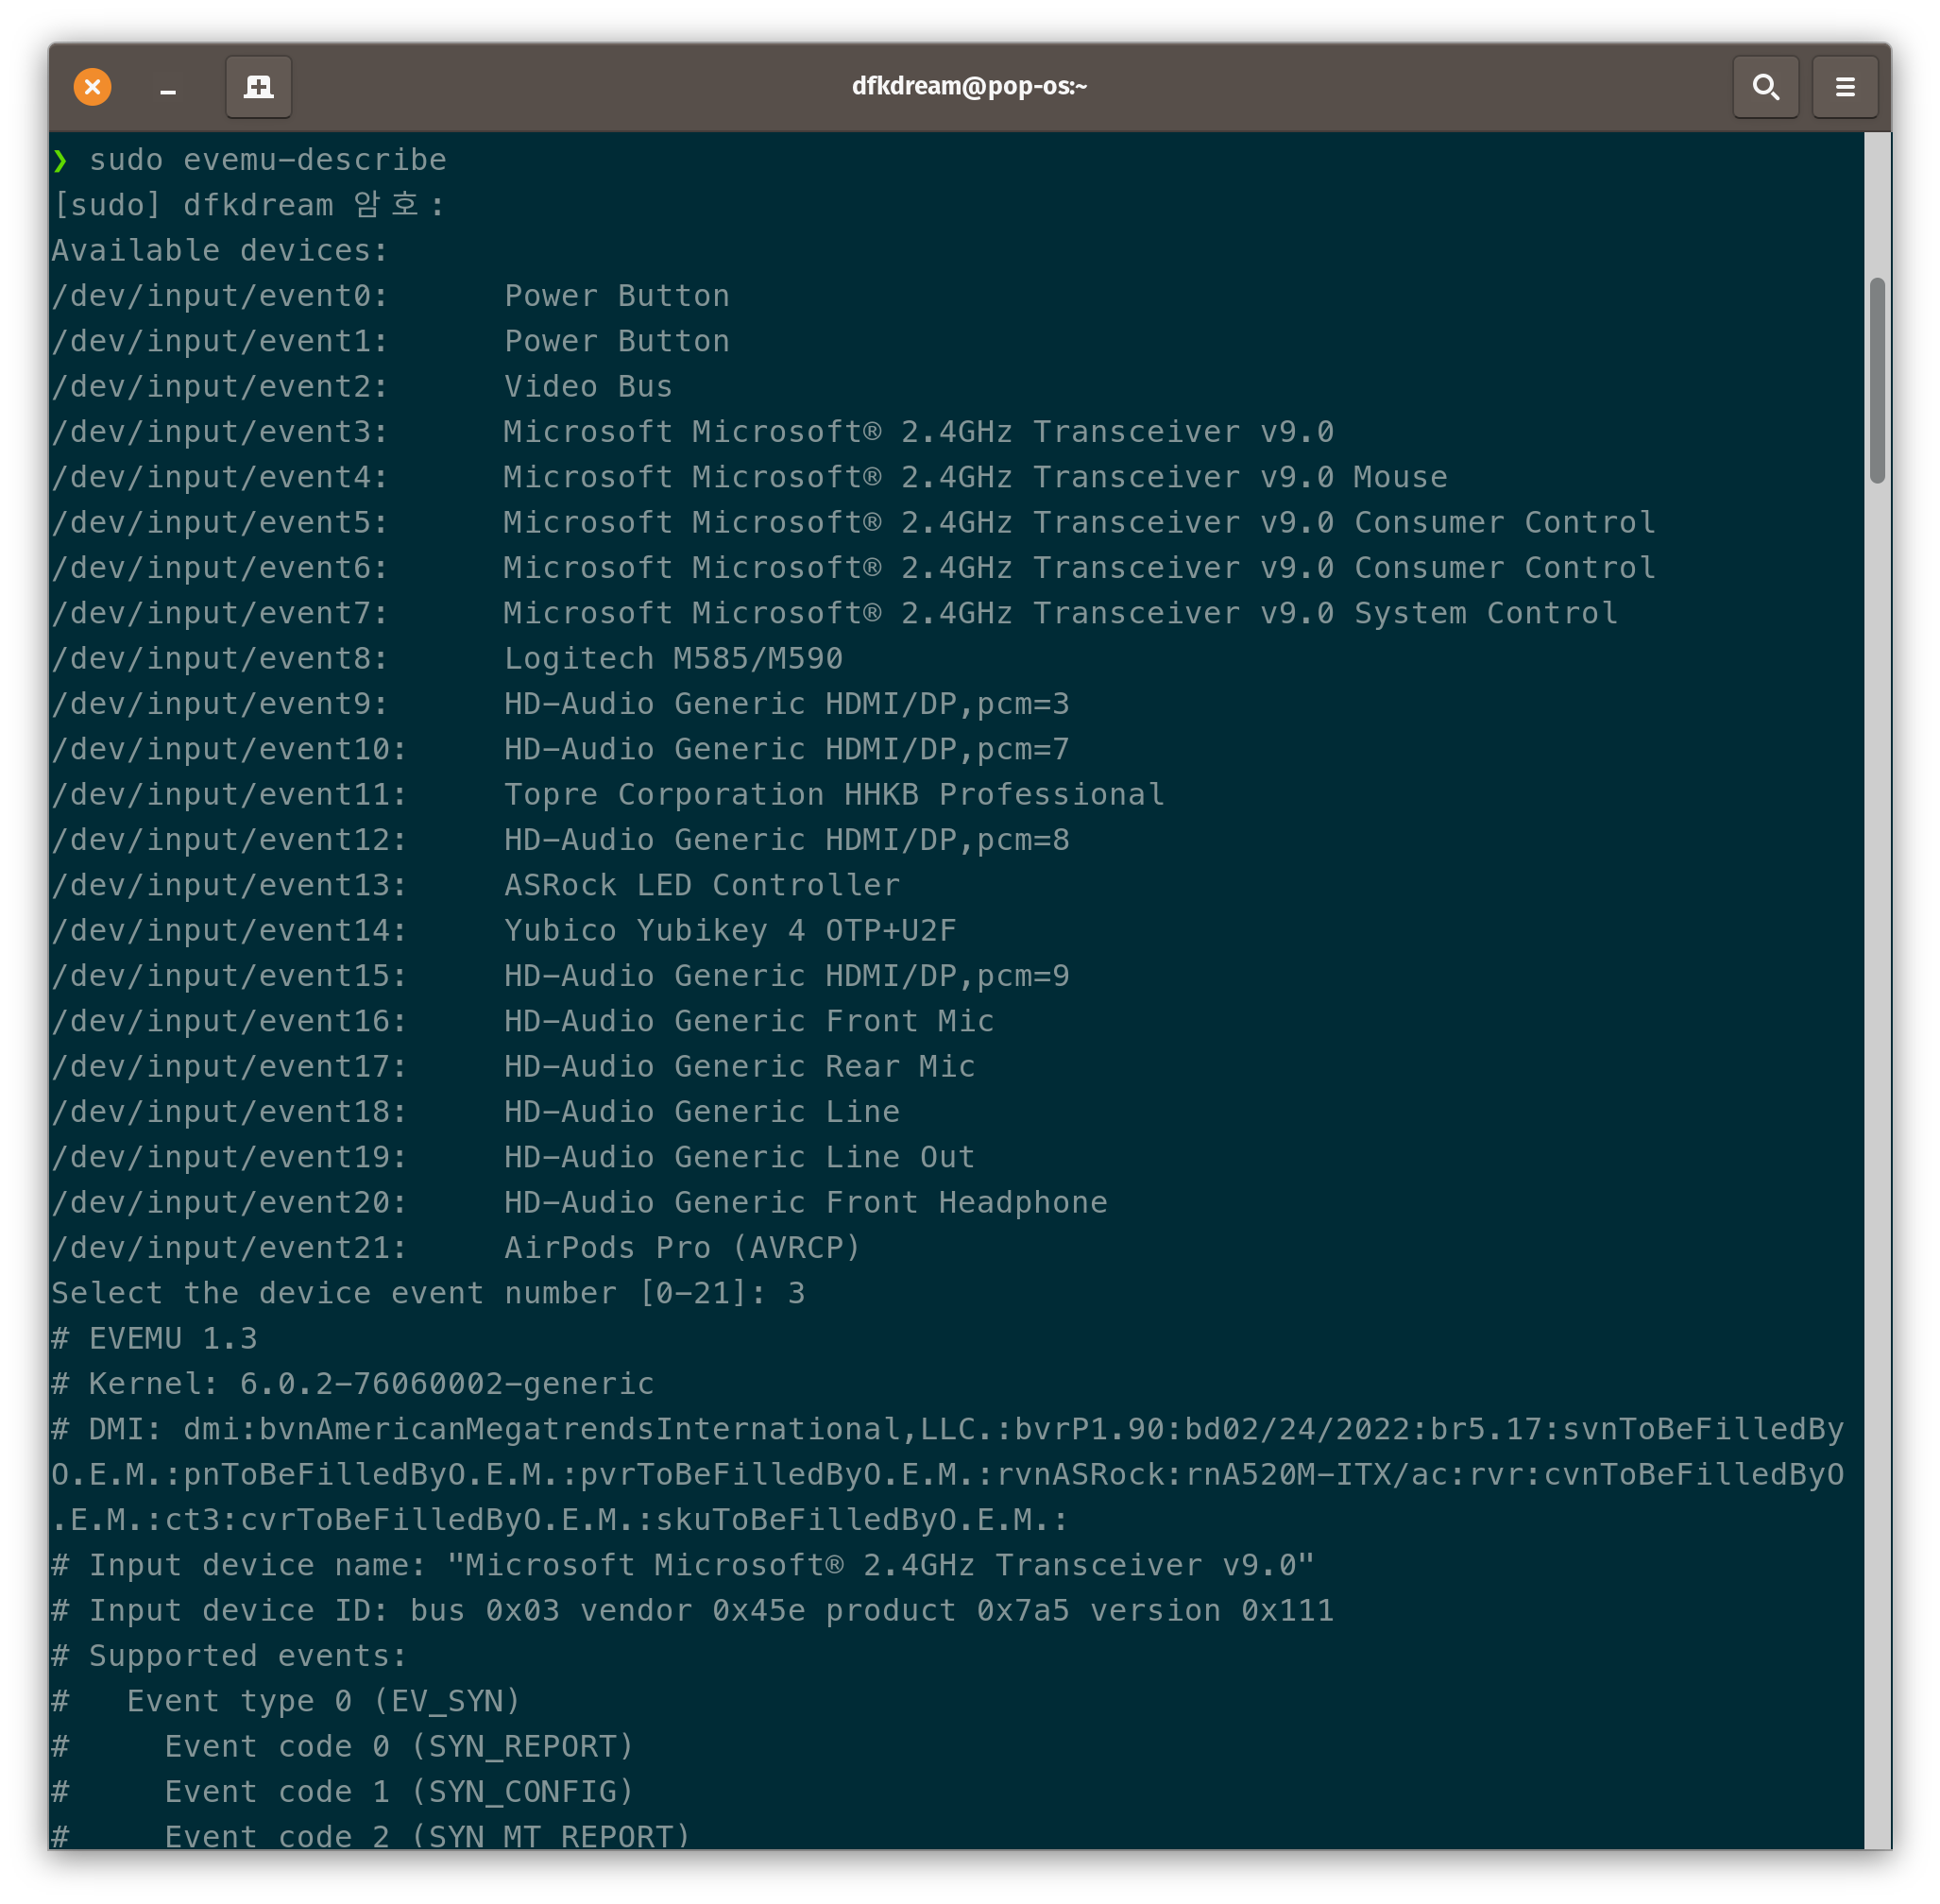 dfkdream@pop-os:~
❯ sudo evemu-describe
[sudo] dfkdream 암호:
Available devices:
/dev/input/event0:      Power Button
/dev/input/event1:      Power Button
/dev/input/event2:      Video Bus
/dev/input/event3:      Microsoft Microsoft® 2.4GHz Transceiver v9.0
/dev/input/event4:      Microsoft Microsoft® 2.4GHz Transceiver v9.0 Mouse
/dev/input/event5:      Microsoft Microsoft® 2.4GHz Transceiver v9.0 Consumer Control
/dev/input/event6:      Microsoft Microsoft® 2.4GHz Transceiver v9.0 Consumer Control
/dev/input/event7:      Microsoft Microsoft® 2.4GHz Transceiver v9.0 System Control
/dev/input/event8:      Logitech M585/M590
/dev/input/event9:      HD-Audio Generic HDMI/DP,pcm=3
/dev/input/event10:     HD-Audio Generic HDMI/DP,pcm=7
/dev/input/event11:     Topre Corporation HHKB Professional
/dev/input/event12:     HD-Audio Generic HDMI/DP,pcm=8
/dev/input/event13:     ASRock LED Controller
/dev/input/event14:     Yubico Yubikey 4 OTP+U2F
/dev/input/event15:     HD-Audio Generic HDMI/DP,pcm=9
/dev/input/event16:     HD-Audio Generic Front Mic
/dev/input/event17:     HD-Audio Generic Rear Mic
/dev/input/event18:     HD-Audio Generic Line
/dev/input/event19:     HD-Audio Generic Line Out
/dev/input/event20:     HD-Audio Generic Front Headphone
/dev/input/event21:     AirPods Pro (AVRCP)
Select the device event number [0-21]: 3
# EVEMU 1.3
# Kernel: 6.0.2-76060002-generic
# DMI: dmi:bvnAmericanMegatrendsInternational,LLC.:bvrP1.90:bd02/24/2022:br5.17:svnToBeFilledBy
O.E.M.:pnToBeFilledByO.E.M.:pvrToBeFilledByO.E.M.:rvnASRock:rnA520M-ITX/ac:rvr:cvnToBeFilledByO
.E.M.:ct3:cvrToBeFilledByO.E.M.:skuToBeFilledByO.E.M.:
# Input device name: "Microsoft Microsoft® 2.4GHz Transceiver v9.0"
# Input device ID: bus 0x03 vendor 0x45e product 0x7a5 version 0x111
# Supported events:
#   Event type 0 (EV_SYN)
#     Event code 0 (SYN_REPORT)
#     Event code 1 (SYN_CONFIG)
#     Event code 2 (SYN_MT_REPORT)